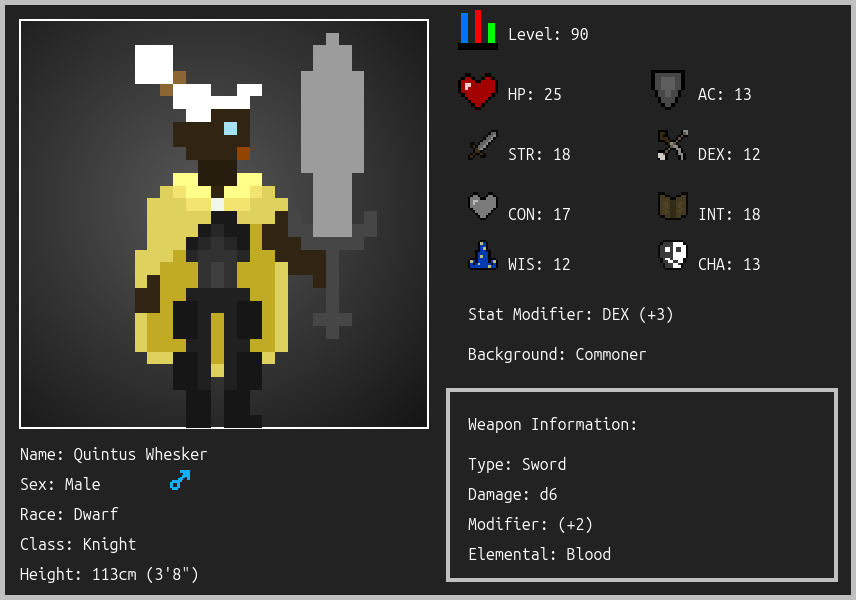 Level: 90
HP: 25
AC: 13
STR: 18
DEX: 12
CON: 17
INT: 18
WIS: 12
CHA: 13
Stat Modifier: DEX (+3)
Background: Commoner
Weapon Information:
Type: Sword
Damage: d6
Modifier: (+2)
Elemental: Blood
Name: Quintus Whesker
Sex: Male
Race: Dwarf
Class: Knight
Height: 113cm (3'8")